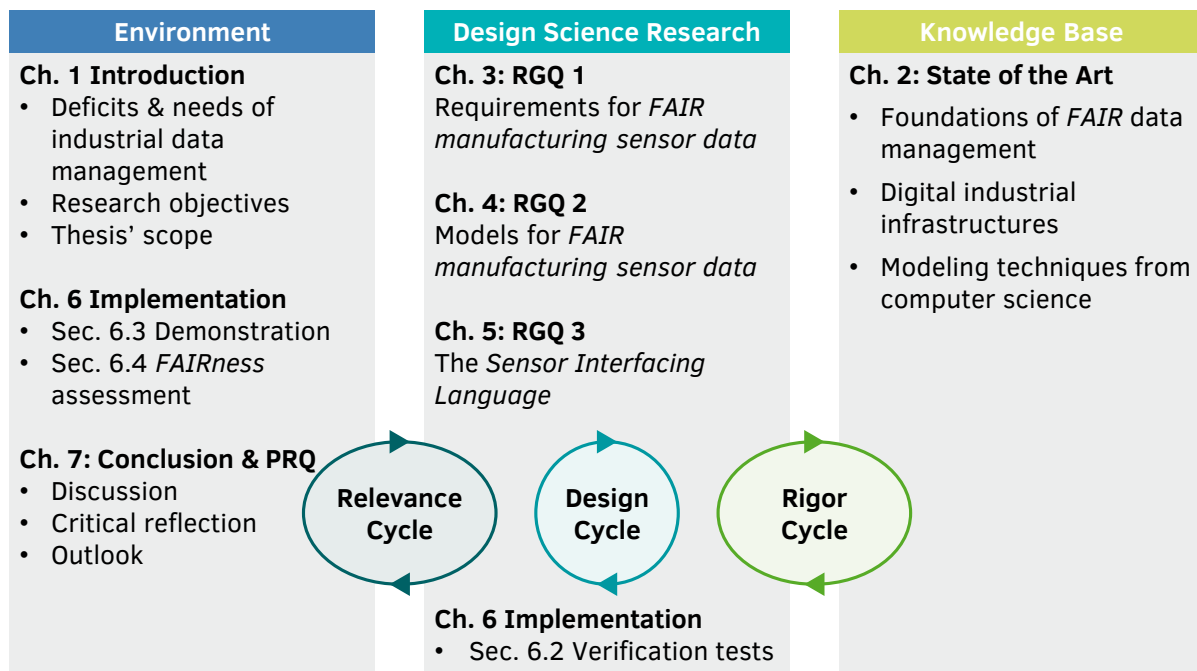 Environment
Ch. 1 Introduction
• Deficits & needs of
industrial data
management
• Research objectives
• Thesis’ scope
Ch. 6 Implementation
• Sec. 6.3 Demonstration
• Sec. 6.4 FAIRness
assessment
Ch. 7: Conclusion & PRQ
• Discussion
• Critical reflection
• Outlook
Relevance
Cycle
Design Science Research
Ch. 3: RGQ 1
Requirements for FAIR
manufacturing sensor data
Ch. 4: RGQ 2
Models for FAIR
manufacturing sensor data
Ch. 5: RGQ 3
The Sensor Interfacing
Language
Design
Cycle
Ch. 6 Implementation
• Sec. 6.2 Verification tests
Rigor
Cycle
Knowledge Base
Ch. 2: State of the Art
• Foundations of FAIR data
management
• Digital industrial
infrastructures
• Modeling techniques from
computer science